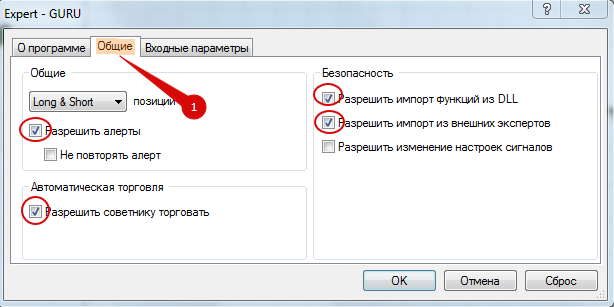 Expert - GURU
?
О программе
Общие
Входные параметры
Общие
Long & Short
позиции
1
Разрешить алерты
Не повторять алерт
Автоматическая торговля
Разрешить советнику торговать
Безопасность
Разрешить импорт функций из DLL
Разрешить импорт из внешних экспертов
Разрешить изменение настроек сигналов
OK
Отмена
Сброс